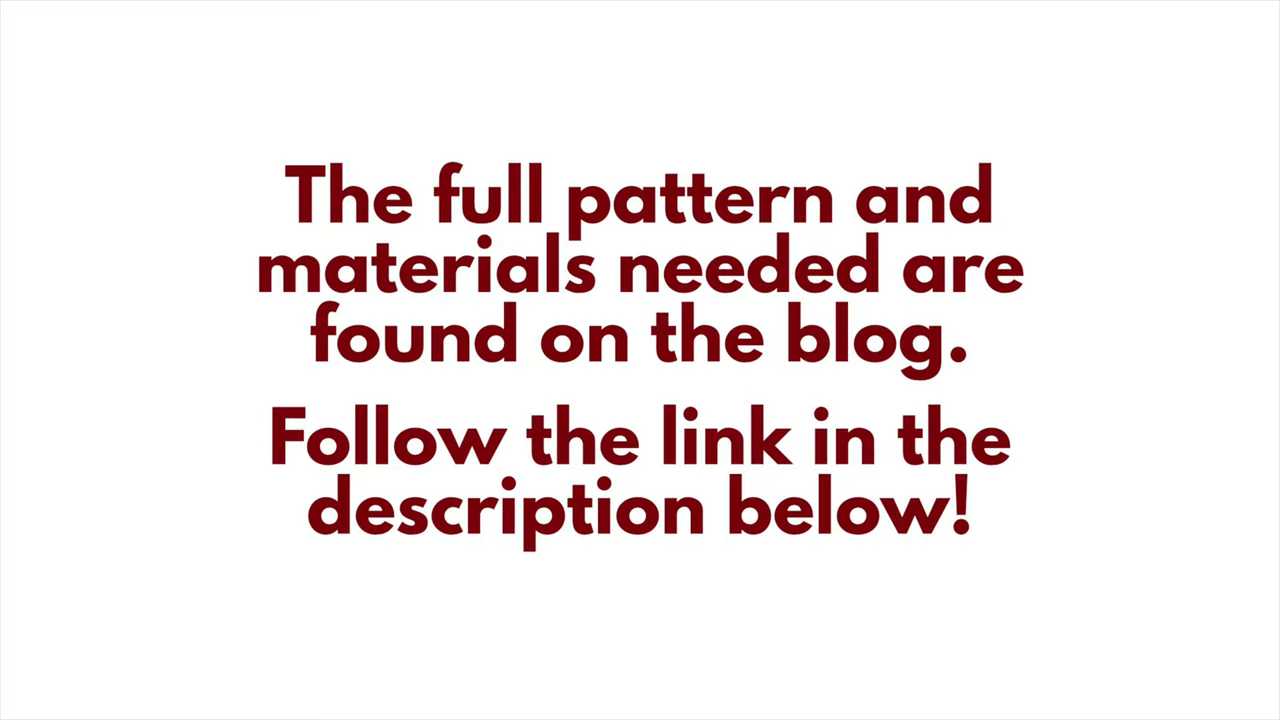 The full pattern and
materials needed are
found on the blog.
Follow the link in the
description below!